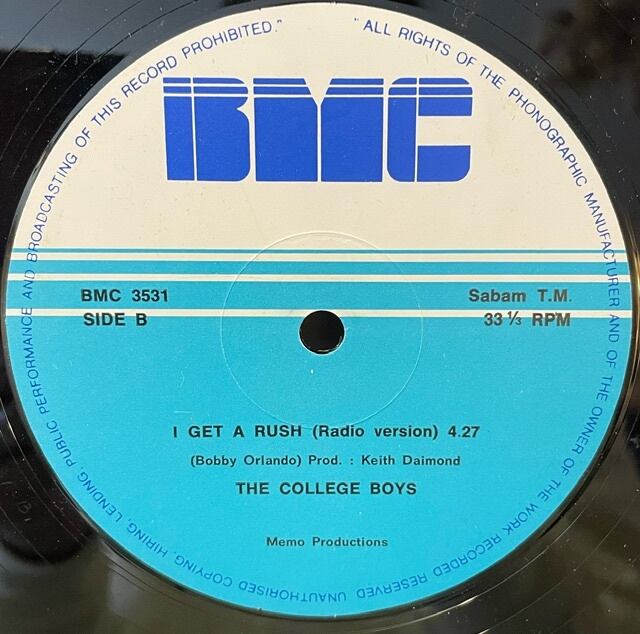 "ALL RIGHTS OF THE PHONOGRAPHIC MANUFACTURER AND OF THE OWNER OF THE WORK RECORDED RESERVED. UNAUTHORISED COPYING, HIRING, LENDING, PUBLIC PERFORMANCE AND BROADCASTING OF THIS RECORD PROHIBITED."
BMC
BMC 3531 Sabam T.M.
SIDE B 33 1/3 RPM
I GET A RUSH (Radio version) 4.27
(Bobby Orlando) Prod. : Keith Daimond
THE COLLEGE BOYS
Memo Productions